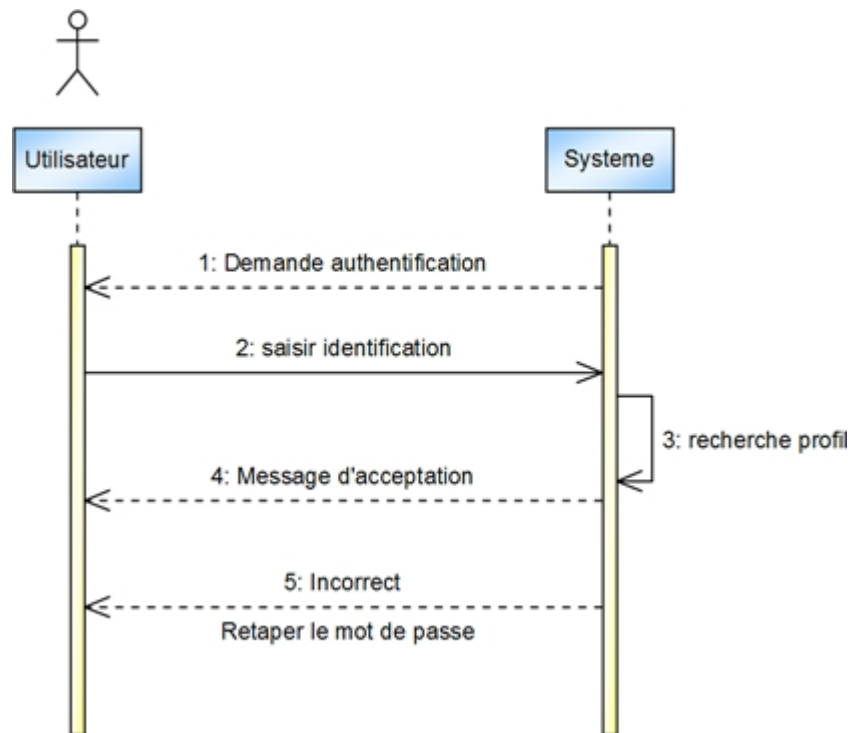 Utilisateur
Systeme
1: Demande authentification
2: saisir identification
3: recherche profil
4: Message d'acceptation
5: Incorrect
Retaper le mot de passe